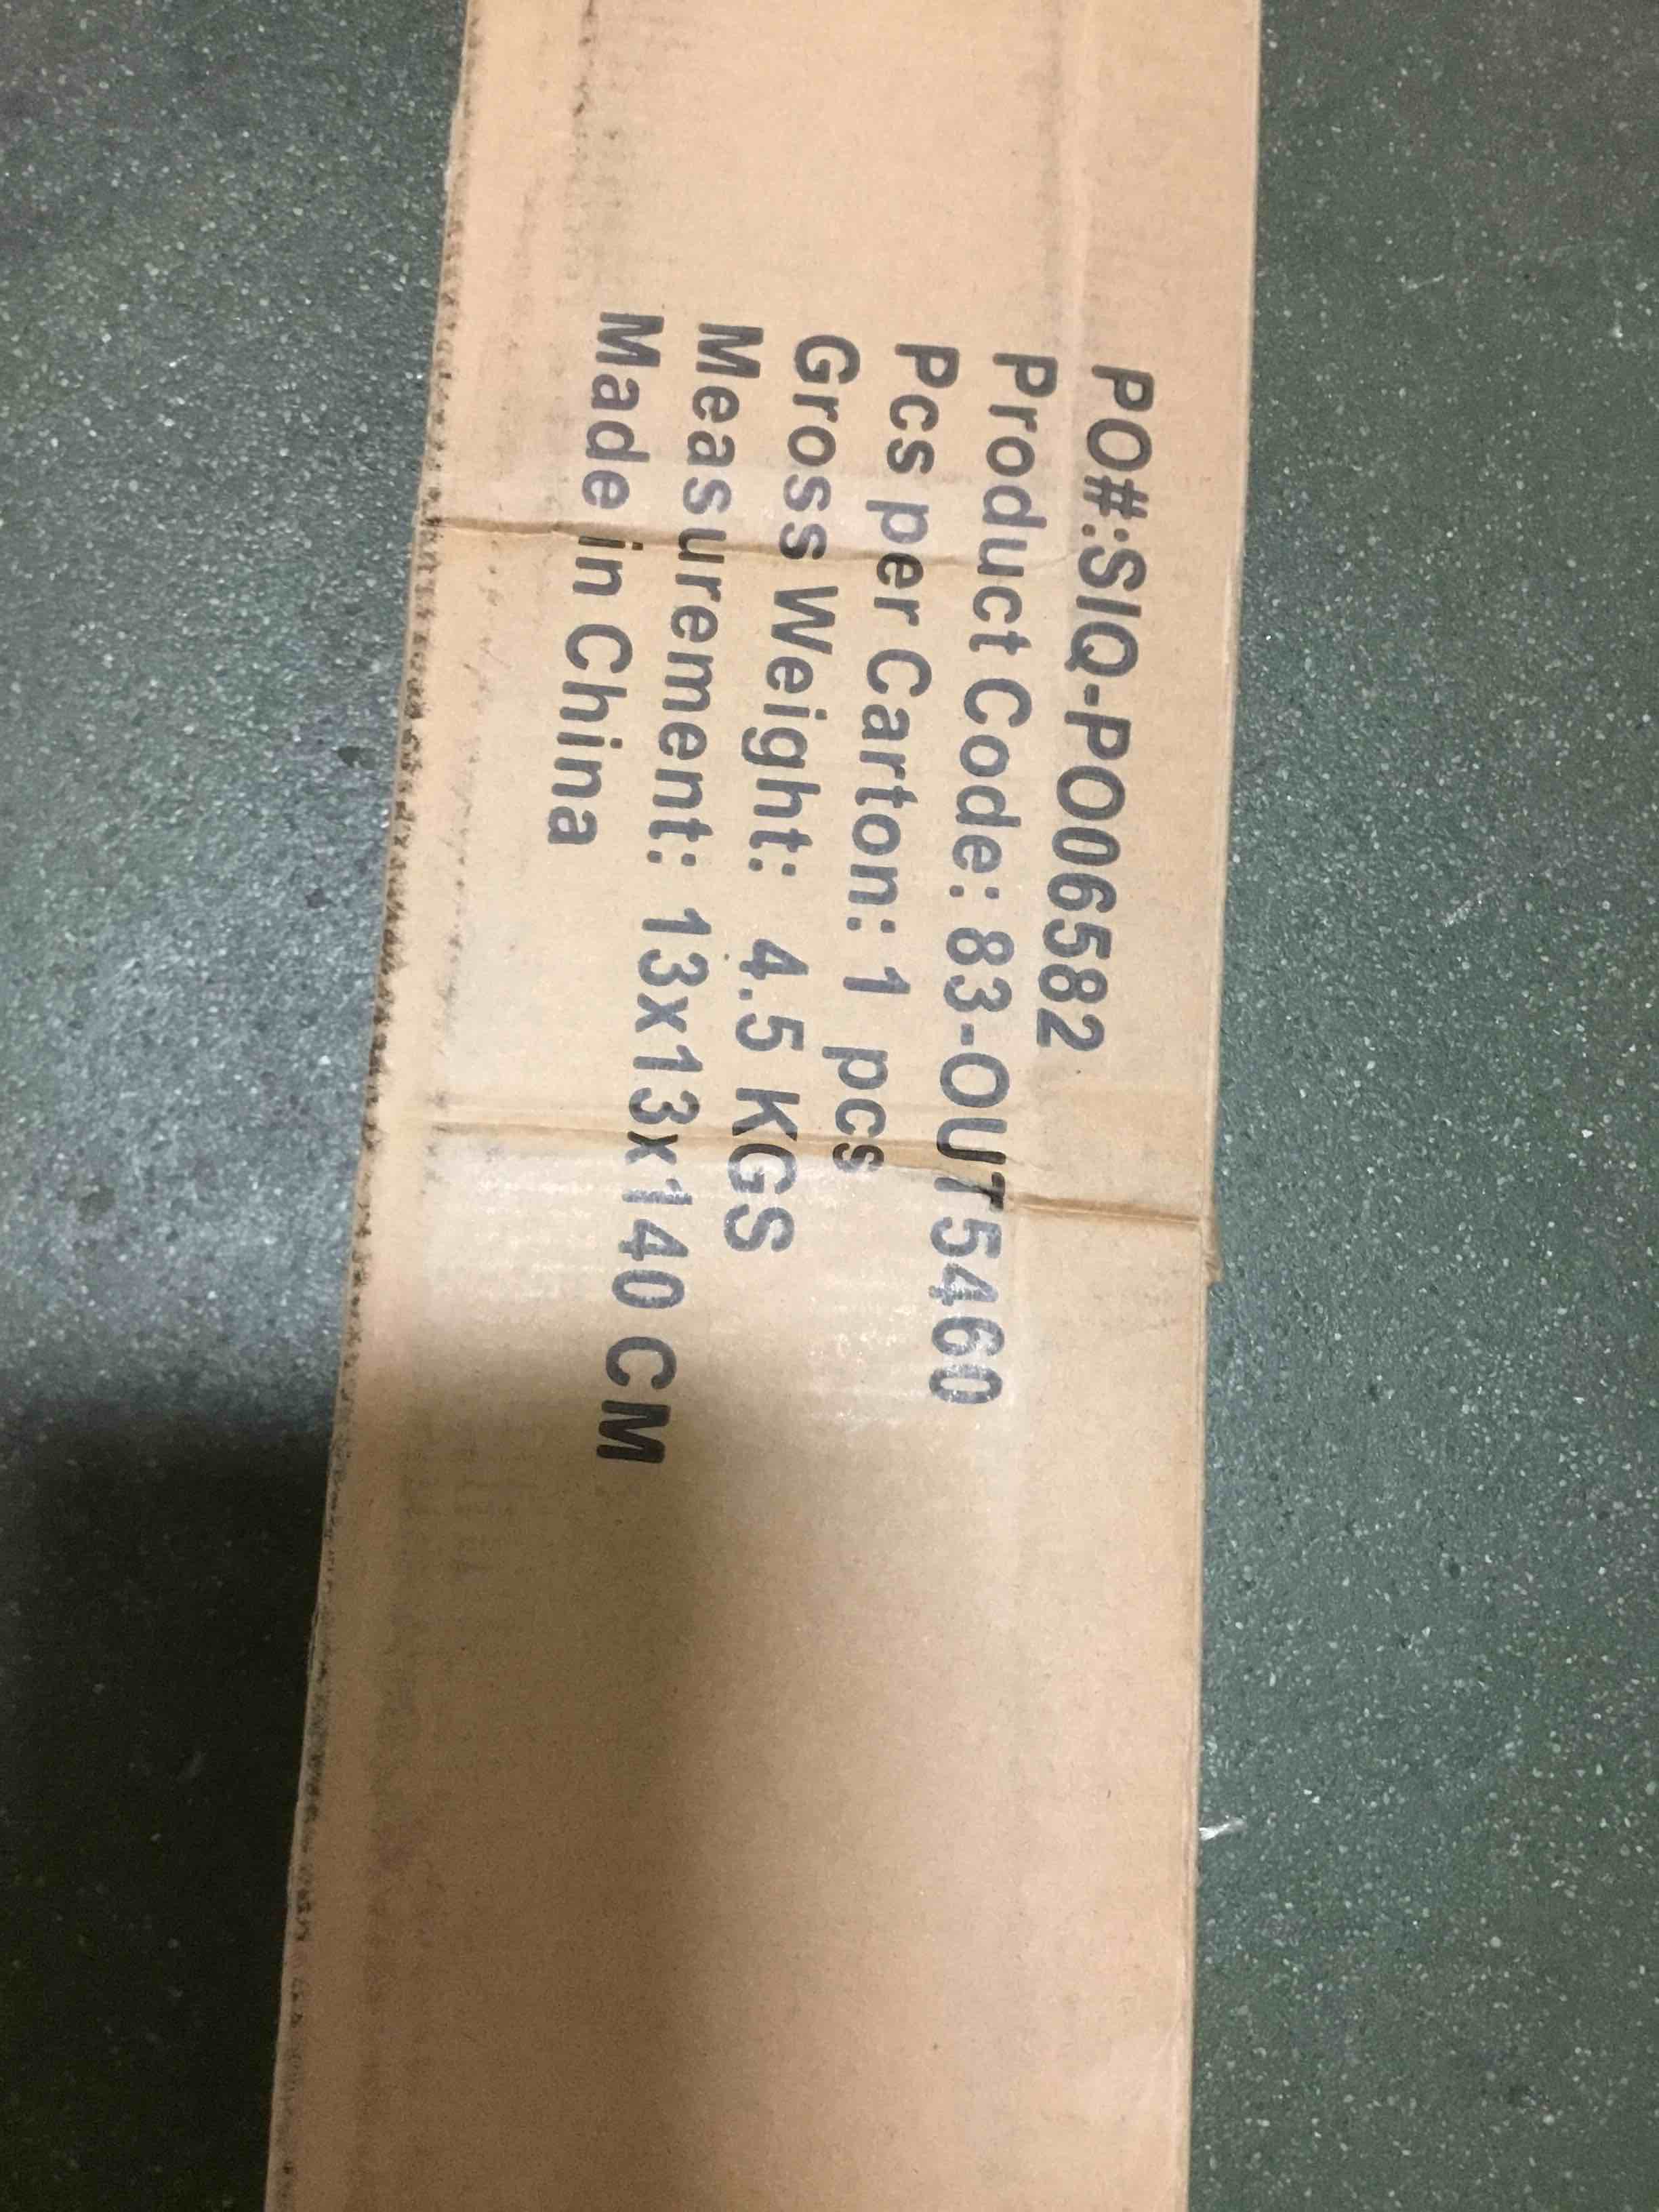 PO#:SIQ-PO006582
Product Code: 83-OUT5460
Pcs per Carton: 1 pcs
Gross Weight: 4.5 KGS
Measurement: 13x13x140 CM
Made in China